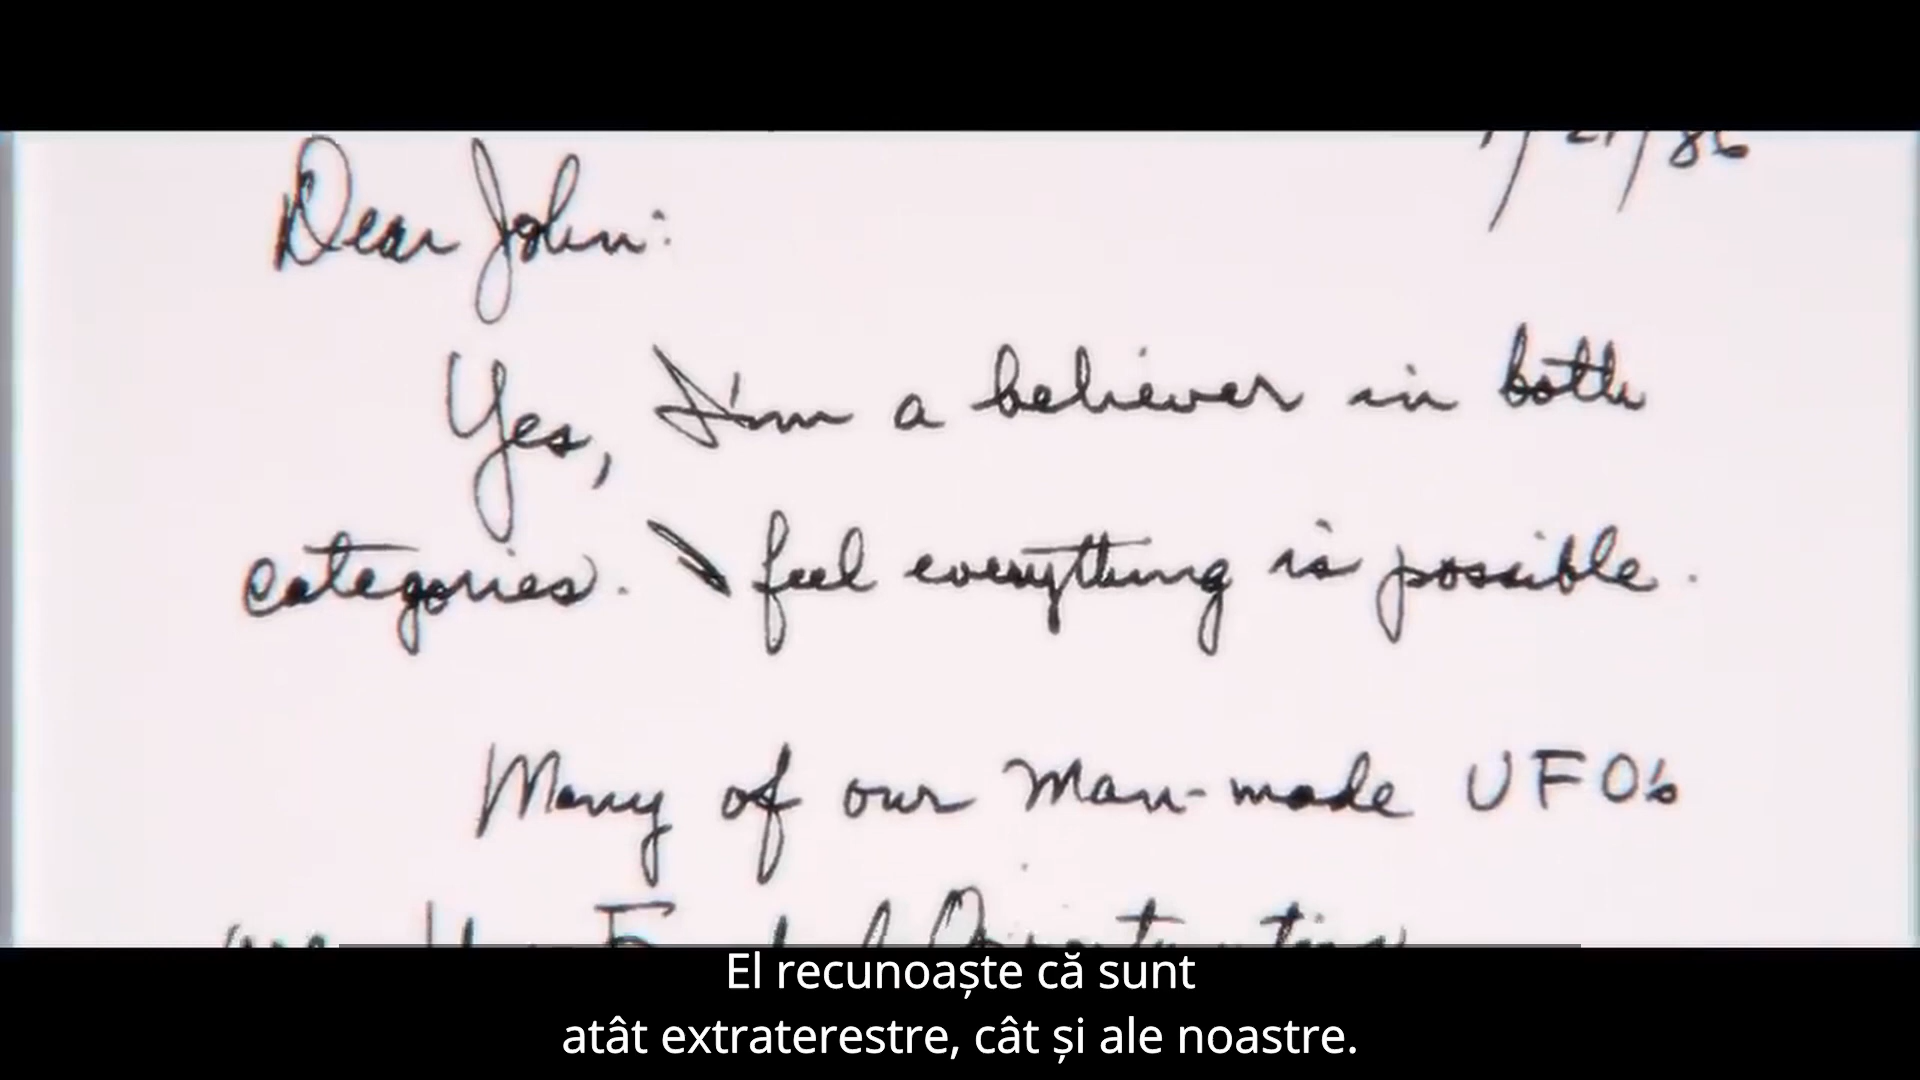 Dear John:
Yes, I'm a believer in both
categories. I feel everything is possible.
Many of our man-made UFO's
El recunoaște că sunt
atât extraterestre, cât și ale noastre.